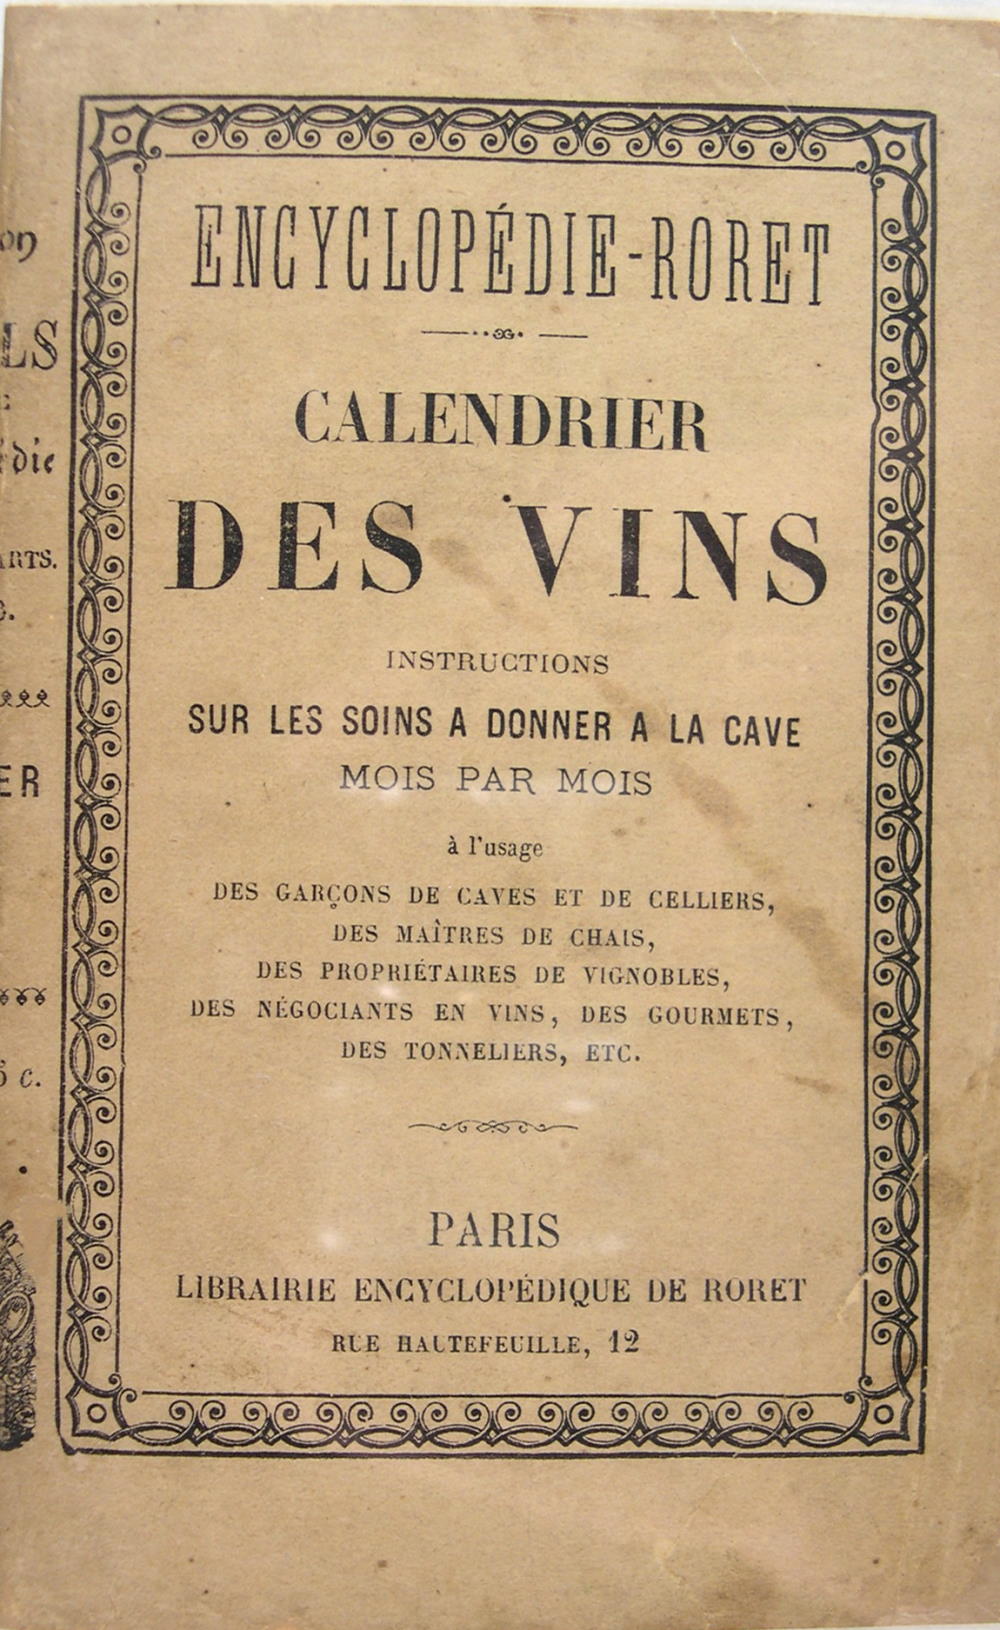 ENCYCLOPÉDIE-RORET
CALENDRIER
DES VINS
INSTRUCTIONS
SUR LES SOINS A DONNER A LA CAVE
MOIS PAR MOIS
à l'usage
DES GARÇONS DE CAVES ET DE CELLIERS,
DES MAÎTRES DE CHAIS,
DES PROPRIÉTAIRES DE VIGNOBLES,
DES NÉGOCIANTS EN VINS, DES GOURMETS,
DES TONNELIERS, ETC.
PARIS
LIBRAIRIE ENCYCLOPÉDIQUE DE RORET
RUE HAUTEFEUILLE, 12